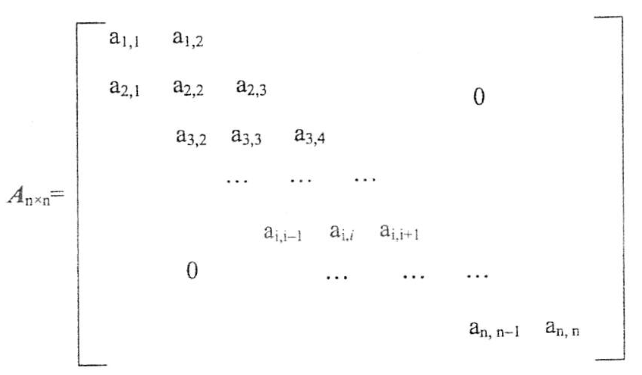 a1,1 a1,2
a2,1 a2,2 a2,3 0
a3,2 a3,3 a3,4
… … …
An×n=
ai,i−1 ai,i ai,i+1
0 … … …
an, n−1 an, n